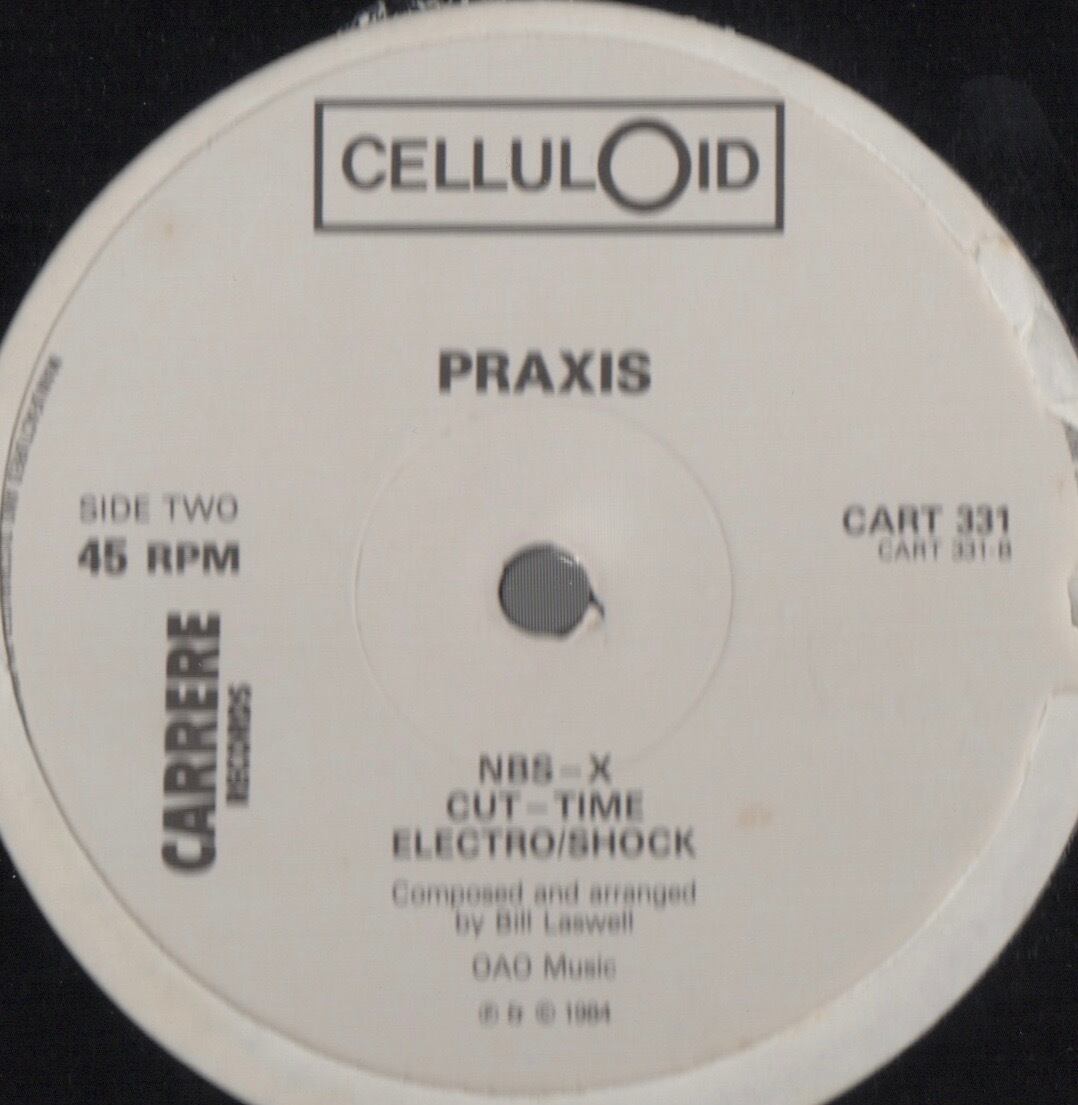 CELLULOID
PRAXIS
SIDE TWO
45 RPM
CARRERE
RECORDS
CART 331
CART 331-B
NBS – X
CUT – TIME
ELECTRO/SHOCK
Composed and arranged
by Bill Laswell
OAO Music
℗ & © 1984